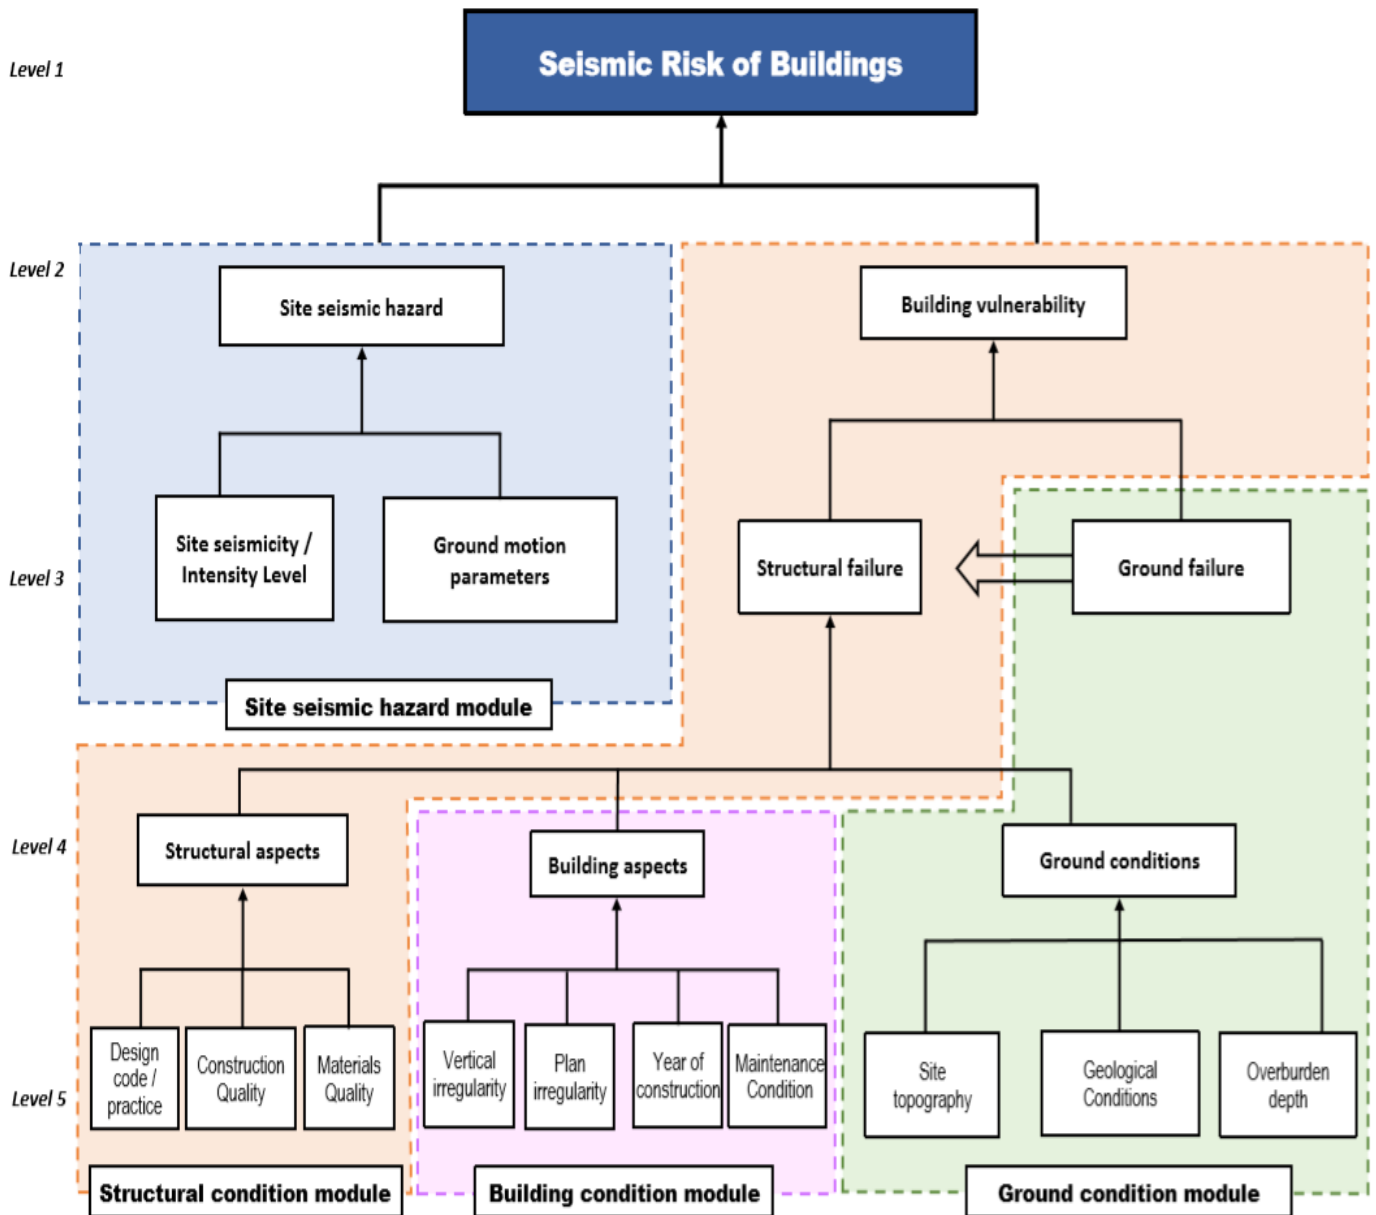 Level 1
Seismic Risk of Buildings
Level 2
Site seismic hazard
Building vulnerability
Level 3
Site seismicity /
Intensity Level
Ground motion
parameters
Structural failure
Ground failure
Site seismic hazard module
Level 4
Structural aspects
Building aspects
Ground conditions
Level 5
Design
code /
practice
Construction
Quality
Materials
Quality
Vertical
irregularity
Plan
irregularity
Year of
construction
Maintenance
Condition
Site
topography
Geological
Conditions
Overburden
depth
Structural condition module
Building condition module
Ground condition module